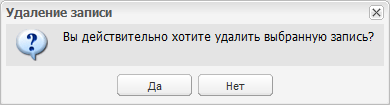 Удаление записи
Вы действительно хотите удалить выбранную запись?
Да Нет